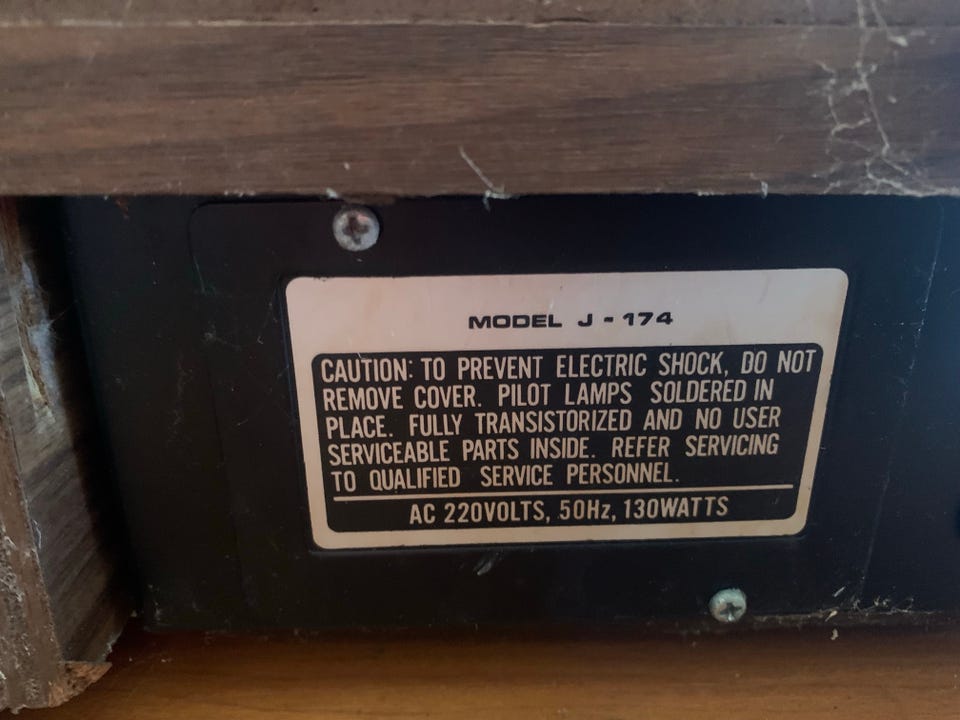 MODEL J-174
CAUTION: TO PREVENT ELECTRIC SHOCK, DO NOT
REMOVE COVER. PILOT LAMPS SOLDERED IN
PLACE. FULLY TRANSISTORIZED AND NO USER
SERVICEABLE PARTS INSIDE. REFER SERVICING
TO QUALIFIED SERVICE PERSONNEL.
AC 220VOLTS, 50Hz, 130WATTS